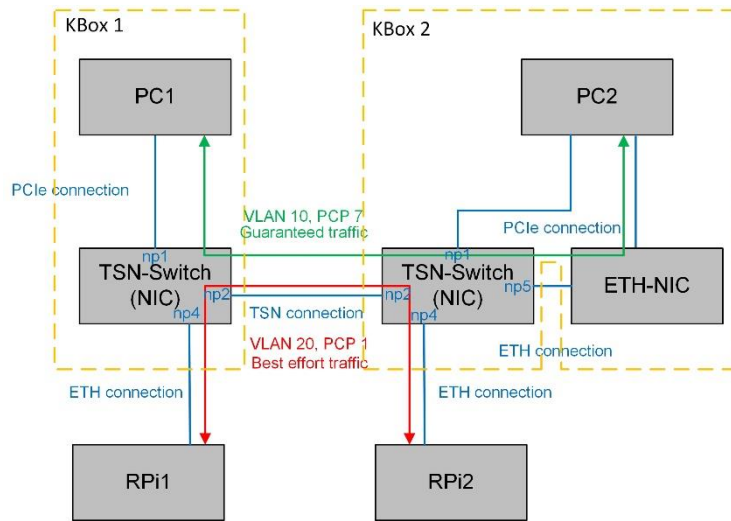 KBox 1
KBox 2
PC1
PC2
PCIe connection
VLAN 10, PCP 7
Guaranteed traffic
PCIe connection
np1
TSN-Switch
(NIC)
np2
np4
TSN connection
np1
TSN-Switch
(NIC)
np2
np4
np5
ETH-NIC
VLAN 20, PCP 1
Best effort traffic
ETH connection
ETH connection
RPi1
RPi2